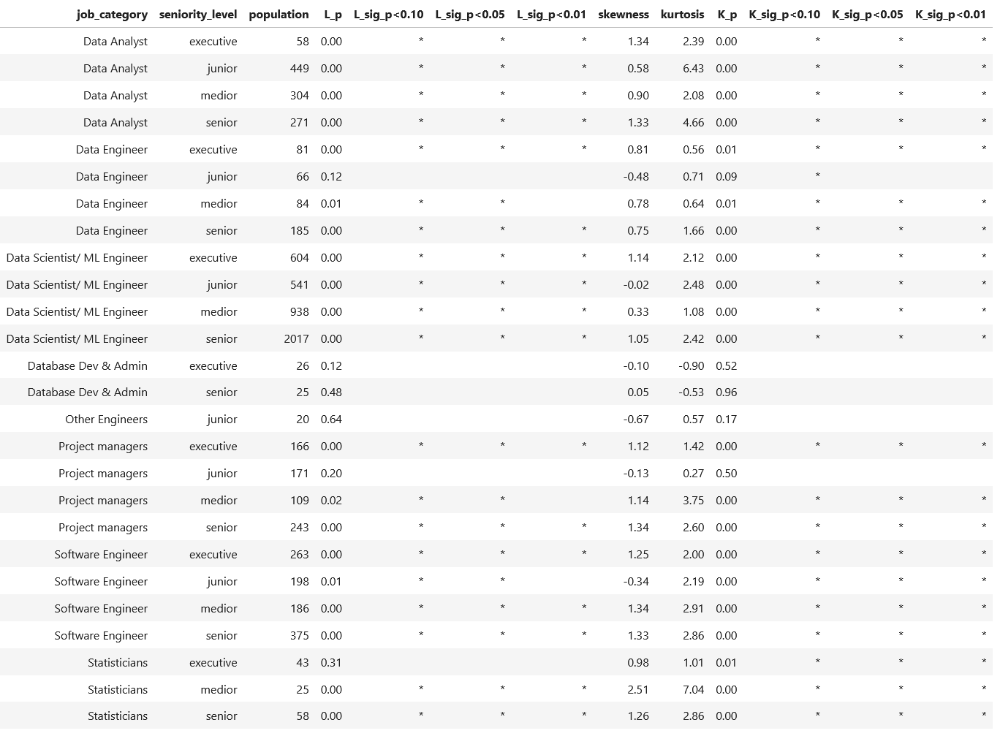 job_category seniority_level population L_p L_sig_p<0.10 L_sig_p<0.05 L_sig_p<0.01 skewness kurtosis K_p K_sig_p<0.10 K_sig_p<0.05 K_sig_p<0.01
Data Analyst executive 58 0.00 * * * 1.34 2.39 0.00 * * *
Data Analyst junior 449 0.00 * * * 0.58 6.43 0.00 * * *
Data Analyst medior 304 0.00 * * * 0.90 2.08 0.00 * * *
Data Analyst senior 271 0.00 * * * 1.33 4.66 0.00 * * *
Data Engineer executive 81 0.00 * * * 0.81 0.56 0.01 * * *
Data Engineer junior 66 0.12 -0.48 0.71 0.09 *
Data Engineer medior 84 0.01 * * 0.78 0.64 0.01 * * *
Data Engineer senior 185 0.00 * * * 0.75 1.66 0.00 * * *
Data Scientist/ ML Engineer executive 604 0.00 * * * 1.14 2.12 0.00 * * *
Data Scientist/ ML Engineer junior 541 0.00 * * * -0.02 2.48 0.00 * * *
Data Scientist/ ML Engineer medior 938 0.00 * * * 0.33 1.08 0.00 * * *
Data Scientist/ ML Engineer senior 2017 0.00 * * * 1.05 2.42 0.00 * * *
Database Dev & Admin executive 26 0.12 -0.10 -0.90 0.52
Database Dev & Admin senior 25 0.48 0.05 -0.53 0.96
Other Engineers junior 20 0.64 -0.67 0.57 0.17
Project managers executive 166 0.00 * * * 1.12 1.42 0.00 * * *
Project managers junior 171 0.20 -0.13 0.27 0.50
Project managers medior 109 0.02 * * 1.14 3.75 0.00 * * *
Project managers senior 243 0.00 * * * 1.34 2.60 0.00 * * *
Software Engineer executive 263 0.00 * * * 1.25 2.00 0.00 * * *
Software Engineer junior 198 0.01 * * -0.34 2.19 0.00 * * *
Software Engineer medior 186 0.00 * * * 1.34 2.91 0.00 * * *
Software Engineer senior 375 0.00 * * * 1.33 2.86 0.00 * * *
Statisticians executive 43 0.31 0.98 1.01 0.01 * * *
Statisticians medior 25 0.00 * * * 2.51 7.04 0.00 * * *
Statisticians senior 58 0.00 * * * 1.26 2.86 0.00 * * *